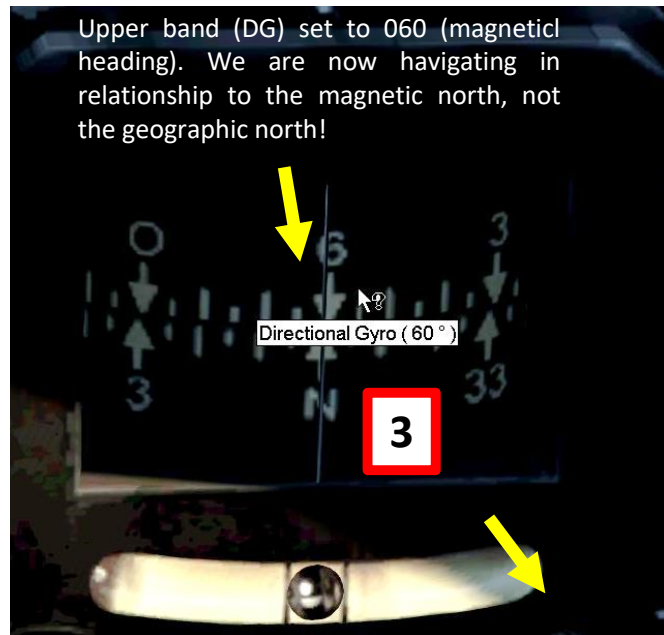 Upper band (DG) set to 060 (magneticl
heading). We are now havigating in
relationship to the magnetic north, not
the geographic north!
O 6 3
Directional Gyro ( 60 ° )
3 N 33
3